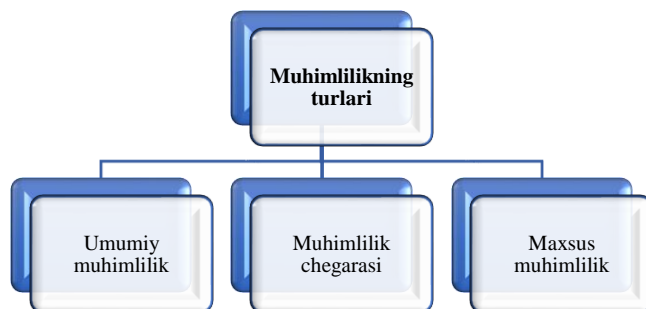 Muhimlilikning
turlari
Umumiy
muhimlilik
Muhimlilik
chegarasi
Maxsus
muhimlilik